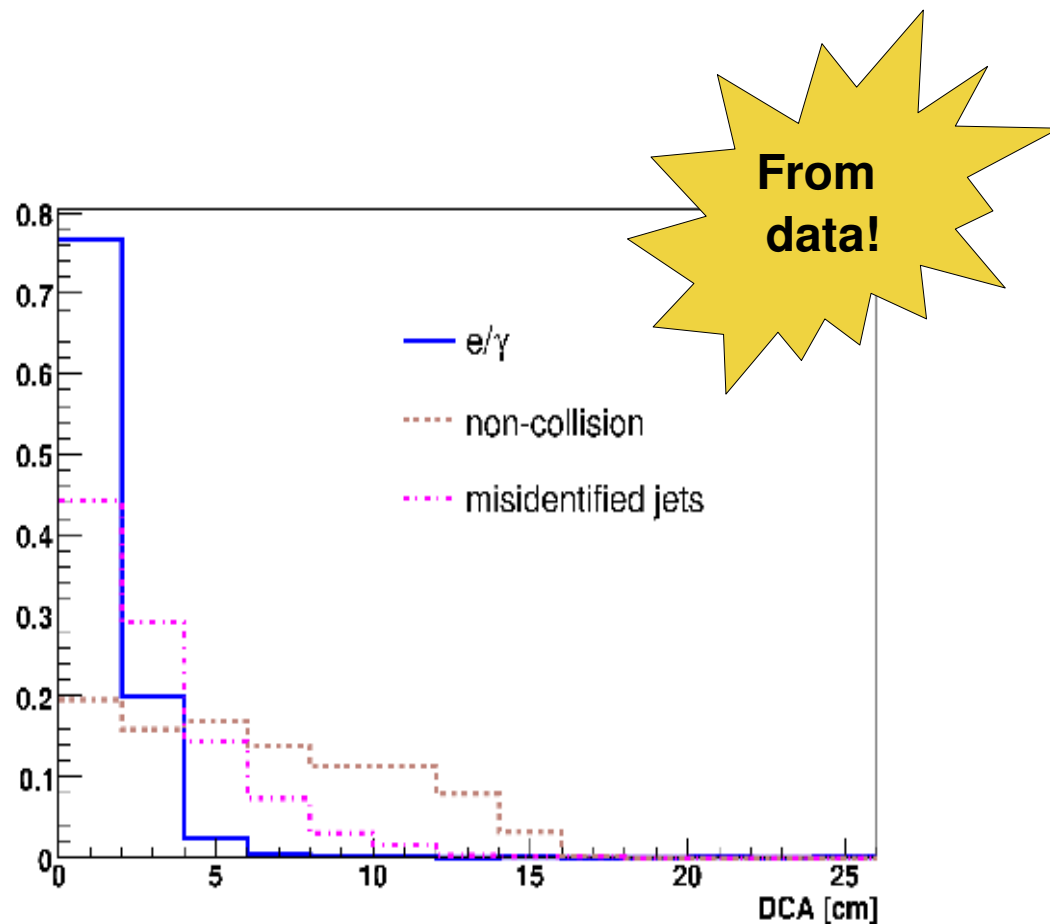 From
data!
0.8
0.7
0.6
0.5
0.4
0.3
0.2
0.1
0
e/γ
non-collision
misidentified jets
0 5 10 15 20 25
DCA [cm]